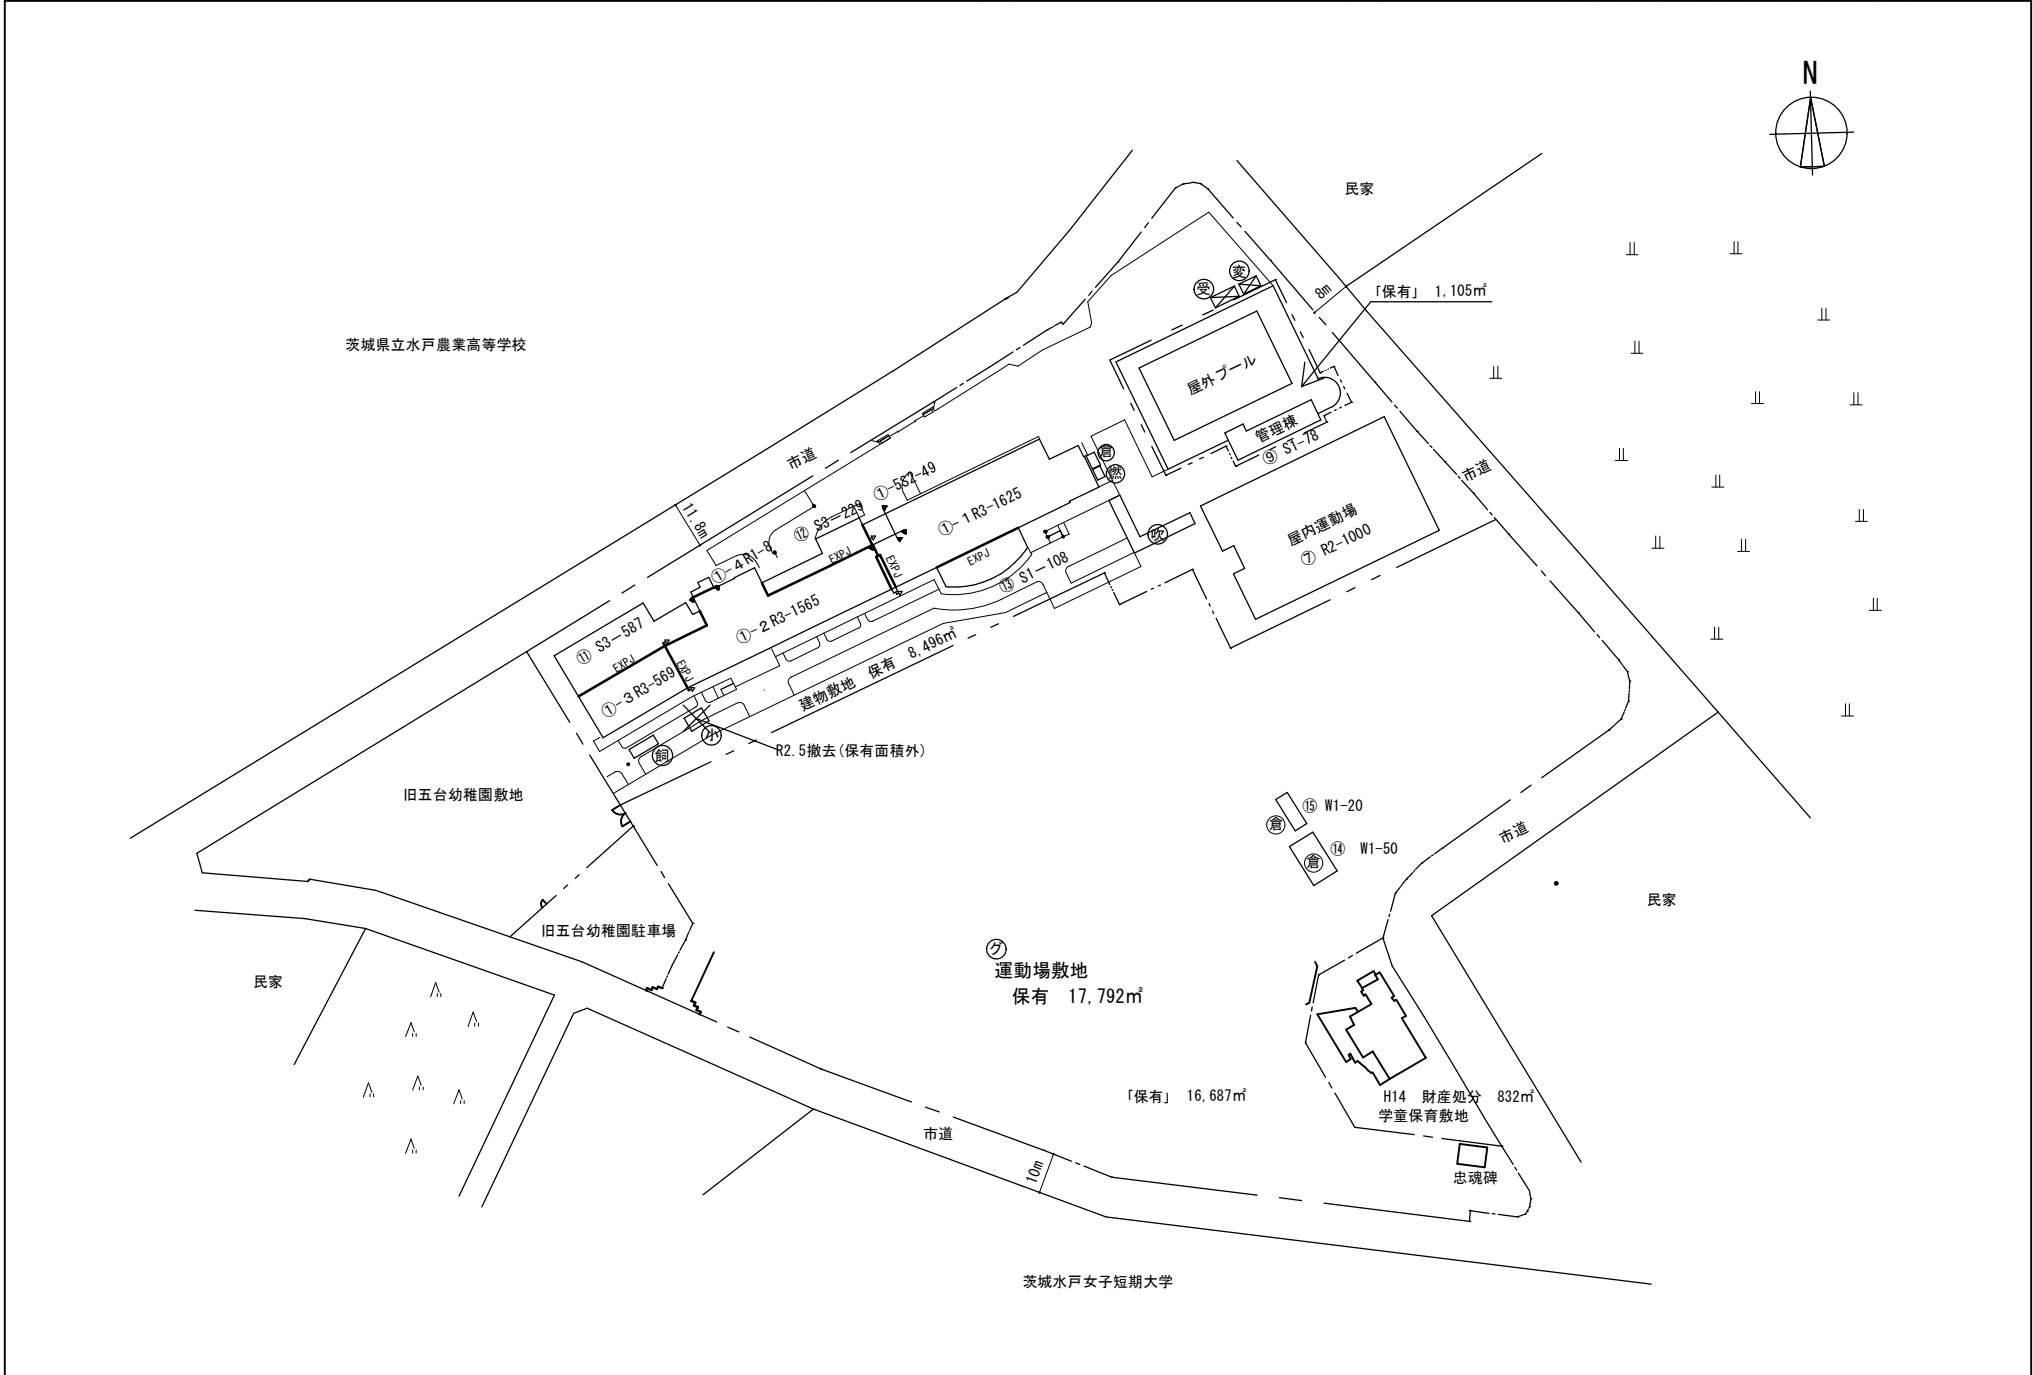 N
民家
変
受
8m
「保有」 1,105㎡
茨城県立水戸農業高等学校
屋外プール
管理棟
⑨ S1-78
市道
市道
11.8m
倉
燃
吹
屋内運動場
⑦ R2-1000
⑫ S3-229
①-1 R3-1625
①-4 R1-8
EXPJ
EXPJ
EXPJ
⑬ S1-108
①-2 R3-1565
⑪ S3-587
EXPJ
EXPJ
①-3 R3-569
建物敷地 保有 8,496㎡
小
飼
R2.5撤去(保有面積外)
旧五台幼稚園敷地
⑮ W1-20
倉
⑭ W1-50
倉
市道
民家
旧五台幼稚園駐車場
民家
グ
運動場敷地
保有 17,792㎡
「保有」 16,687㎡
H14 財産処分 832㎡
学童保育敷地
市道
10m
忠魂碑
茨城水戸女子短期大学